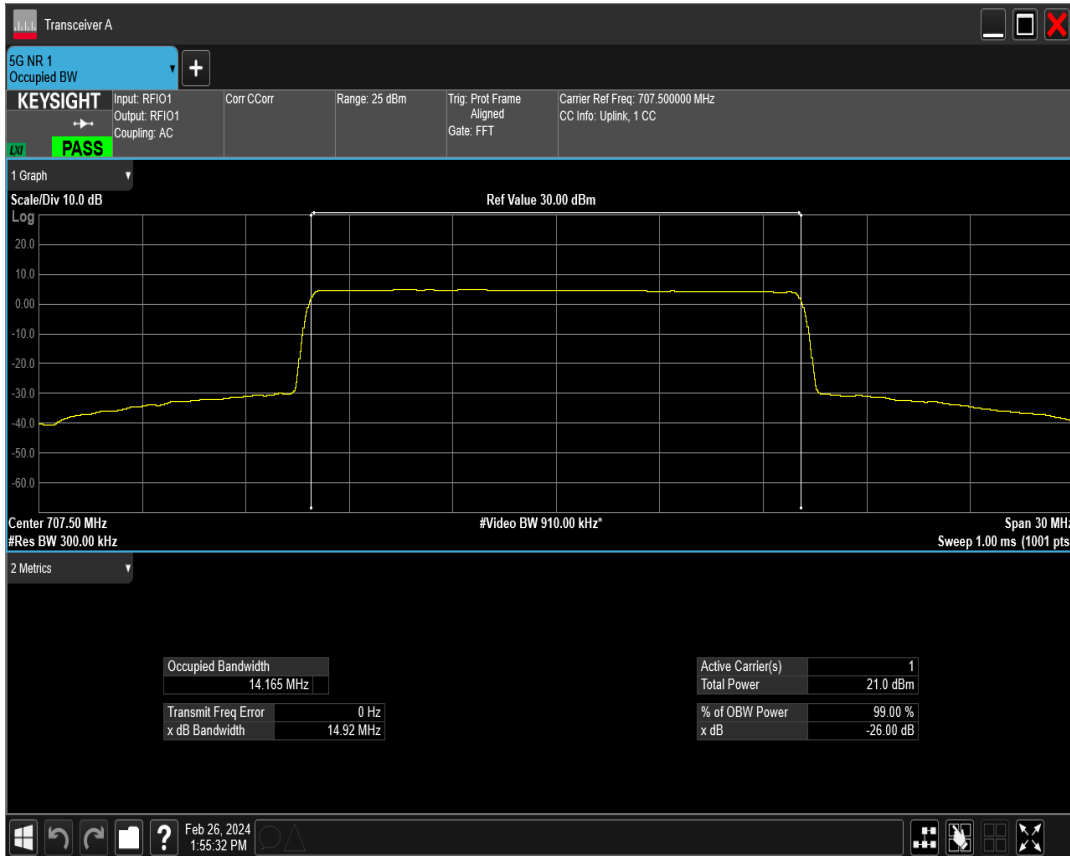 Transceiver A
5G NR 1
Occupied BW
+
KEYSIGHT
LXI
PASS
Input: RFIO1
Output: RFIO1
Coupling: AC
Corr CCorr
Range: 25 dBm
Trig: Prot Frame
Aligned
Gate: FFT
Carrier Ref Freq: 707.500000 MHz
CC Info: Uplink, 1 CC
1 Graph
Scale/Div 10.0 dB
Ref Value 30.00 dBm
Log
20.0
10.0
0.00
-10.0
-20.0
-30.0
-40.0
-50.0
-60.0
Center 707.50 MHz
#Video BW 910.00 kHz*
Span 30 MHz
#Res BW 300.00 kHz
Sweep 1.00 ms (1001 pts
2 Metrics
Occupied Bandwidth
14.165 MHz
Transmit Freq Error 0 Hz
x dB Bandwidth 14.92 MHz
Active Carrier(s) 1
Total Power 21.0 dBm
% of OBW Power 99.00 %
x dB -26.00 dB
?
Feb 26, 2024
1:55:32 PM